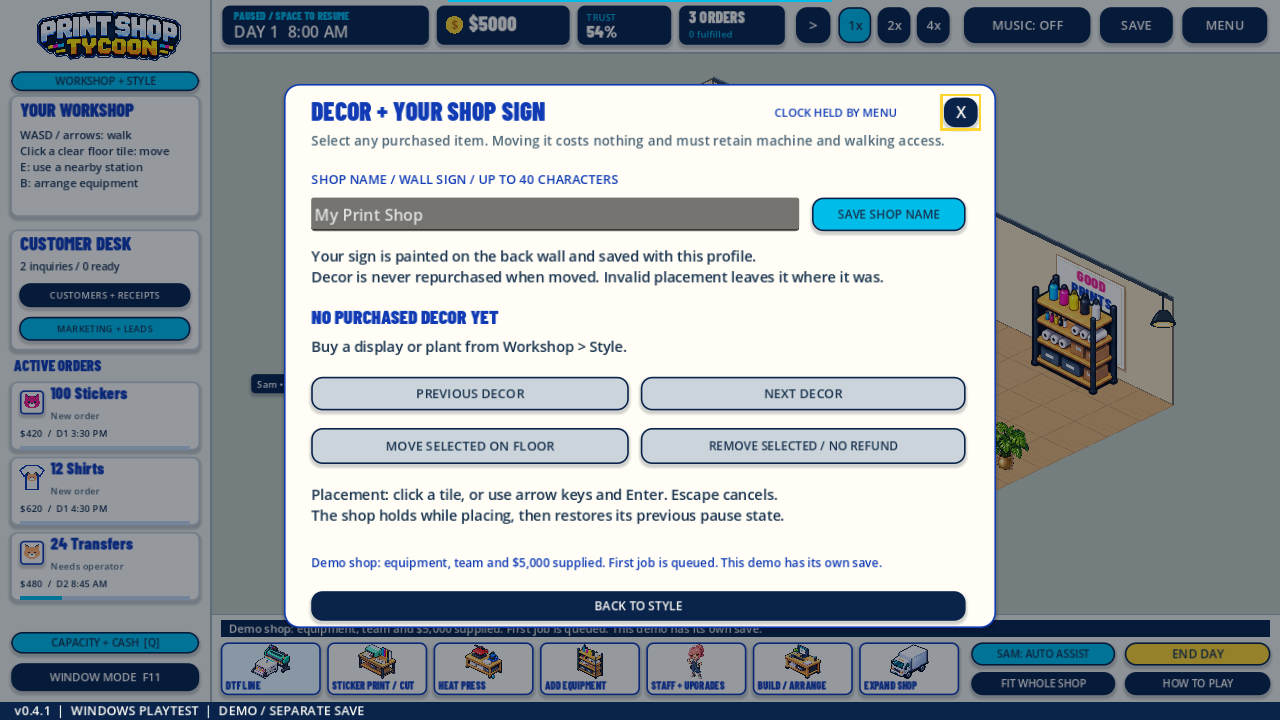 PRINT SHOP
TYCOON
WORKSHOP + STYLE
YOUR WORKSHOP
WASD / arrows: walk
Click a clear floor tile: move
E: use a nearby station
B: arrange equipment
CUSTOMER DESK
2 inquiries / 0 ready
CUSTOMERS + RECEIPTS
MARKETING + LEADS
ACTIVE ORDERS
100 Stickers
New order
$420 / D1 3:30 PM
12 Shirts
New order
$620 / D1 4:30 PM
24 Transfers
Needs operator
$480 / D2 8:45 AM
CAPACITY + CASH [Q]
WINDOW MODE F11
PAUSED / SPACE TO RESUME
DAY 1 8:00 AM
$ $5000
TRUST
54%
3 ORDERS
0 fulfilled
> 1x 2x 4x
MUSIC: OFF
SAVE
MENU
DECOR + YOUR SHOP SIGN
CLOCK HELD BY MENU
X
Select any purchased item. Moving it costs nothing and must retain machine and walking access.
SHOP NAME / WALL SIGN / UP TO 40 CHARACTERS
My Print Shop
SAVE SHOP NAME
Your sign is painted on the back wall and saved with this profile.
Decor is never repurchased when moved. Invalid placement leaves it where it was.
NO PURCHASED DECOR YET
Buy a display or plant from Workshop > Style.
PREVIOUS DECOR
NEXT DECOR
MOVE SELECTED ON FLOOR
REMOVE SELECTED / NO REFUND
Placement: click a tile, or use arrow keys and Enter. Escape cancels.
The shop holds while placing, then restores its previous pause state.
Demo shop: equipment, team and $5,000 supplied. First job is queued. This demo has its own save.
BACK TO STYLE
Sam •
GOOD
PRINTS
Demo shop: equipment, team and $5,000 supplied. First job is queued. This demo has its own save.
DTF LINE
STICKER PRINT / CUT
HEAT PRESS
ADD EQUIPMENT
STAFF + UPGRADES
BUILD / ARRANGE
EXPAND SHOP
SAM: AUTO ASSIST
END DAY
FIT WHOLE SHOP
HOW TO PLAY
v0.4.1 | WINDOWS PLAYTEST | DEMO / SEPARATE SAVE